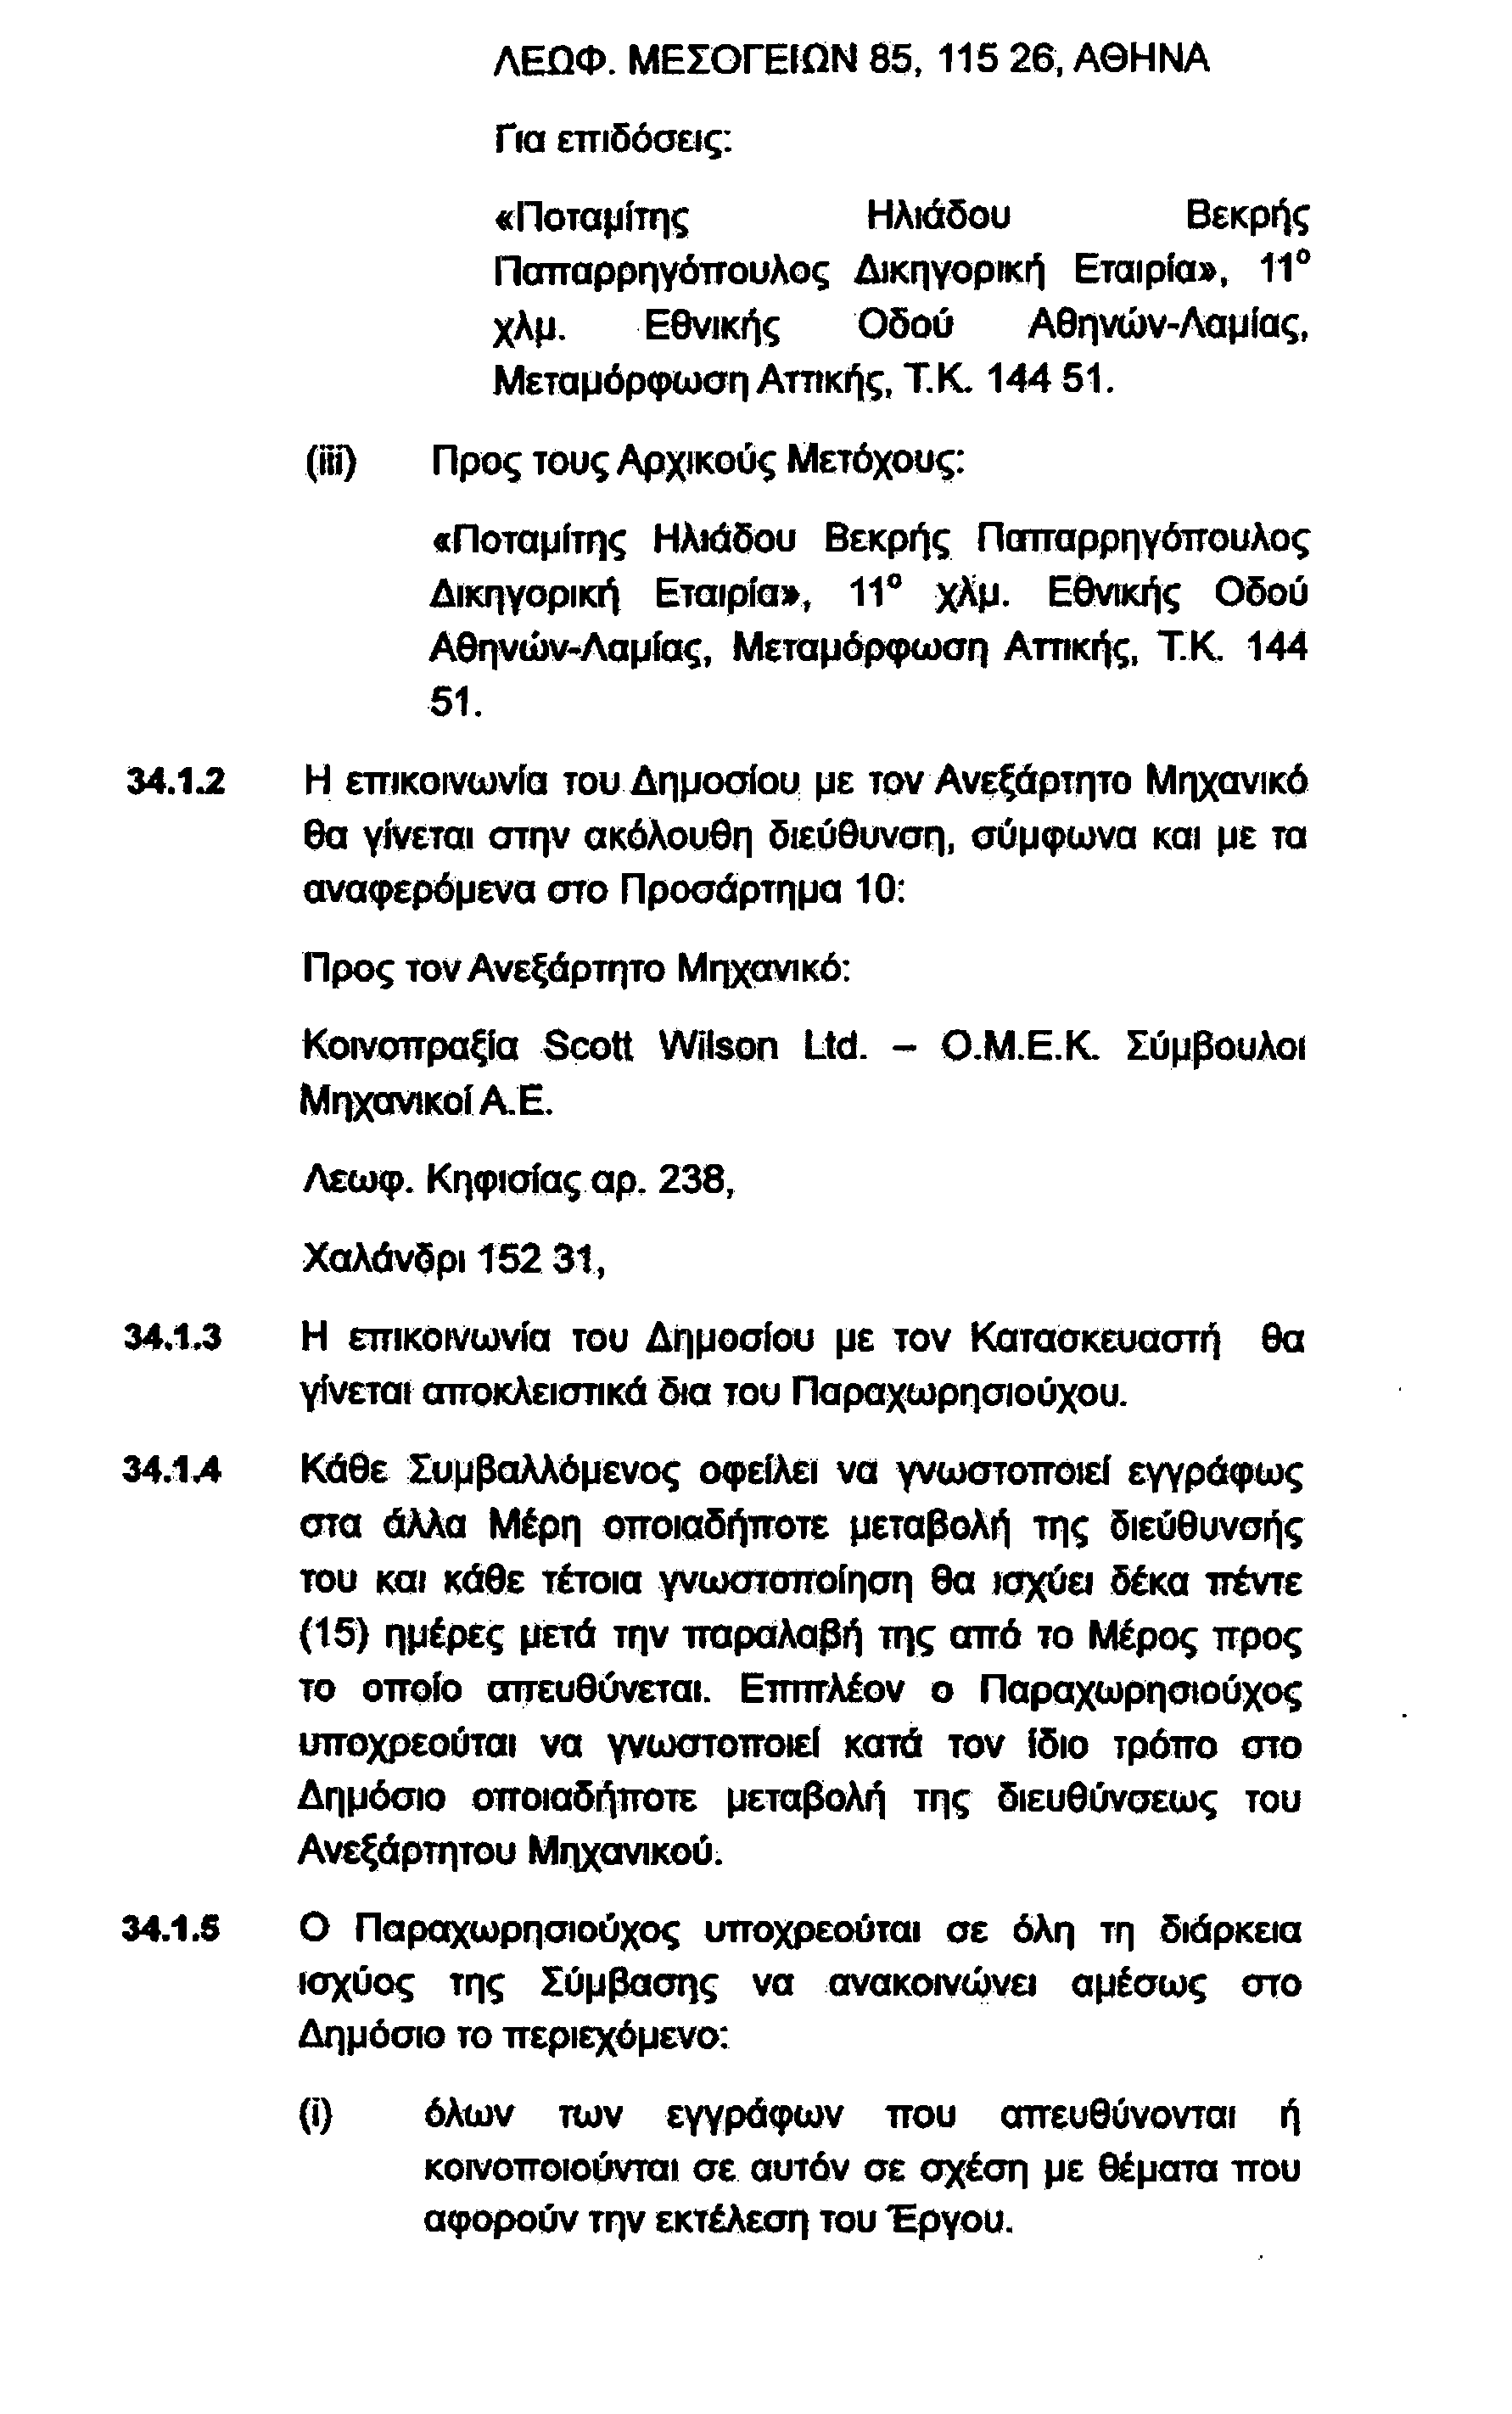 ΛΕΩΦ. ΜΕΣΟΓΕΙΩΝ 85, 115 26, ΑΘΗΝΑ
Για επιδόσεις:
«Ποταμίτης Ηλιάδου Βεκρής
Παπαρρηγόπουλος Δικηγορική Εταιρία», 11°
χλμ. Εθνικής Οδού Αθηνών-Λαμίας,
Μεταμόρφωση Αττικής, Τ.Κ. 144 51.
(iii) Προς τους Αρχικούς Μετόχους:
«Ποταμίτης Ηλιάδου Βεκρής Παπαρρηγόπουλος
Δικηγορική Εταιρία», 11° χλμ. Εθνικής Οδού
Αθηνών-Λαμίας, Μεταμόρφωση Αττικής, Τ.Κ. 144
51.
34.1.2 Η επικοινωνία του Δημοσίου με τον Ανεξάρτητο Μηχανικό
θα γίνεται στην ακόλουθη διεύθυνση, σύμφωνα και με τα
αναφερόμενα στο Προσάρτημα 10:
Προς τον Ανεξάρτητο Μηχανικό:
Κοινοπραξία Scott Wilson Ltd. – Ο.Μ.Ε.Κ. Σύμβουλοι
Μηχανικοί Α.Ε.
Λεωφ. Κηφισίας αρ. 238,
Χαλάνδρι 152 31,
34.1.3 Η επικοινωνία του Δημοσίου με τον Κατασκευαστή θα
γίνεται αποκλειστικά δια του Παραχωρησιούχου.
34.1.4 Κάθε Συμβαλλόμενος οφείλει να γνωστοποιεί εγγράφως
στα άλλα Μέρη οποιαδήποτε μεταβολή της διεύθυνσής
του και κάθε τέτοια γνωστοποίηση θα ισχύει δέκα πέντε
(15) ημέρες μετά την παραλαβή της από το Μέρος προς
το οποίο απευθύνεται. Επιπλέον ο Παραχωρησιούχος
υποχρεούται να γνωστοποιεί κατά τον ίδιο τρόπο στο
Δημόσιο οποιαδήποτε μεταβολή της διευθύνσεως του
Ανεξάρτητου Μηχανικού.
34.1.5 Ο Παραχωρησιούχος υποχρεούται σε όλη τη διάρκεια
ισχύος της Σύμβασης να ανακοινώνει αμέσως στο
Δημόσιο το περιεχόμενο:
(i) όλων των εγγράφων που απευθύνονται ή
κοινοποιούνται σε αυτόν σε σχέση με θέματα που
αφορούν την εκτέλεση του Έργου.